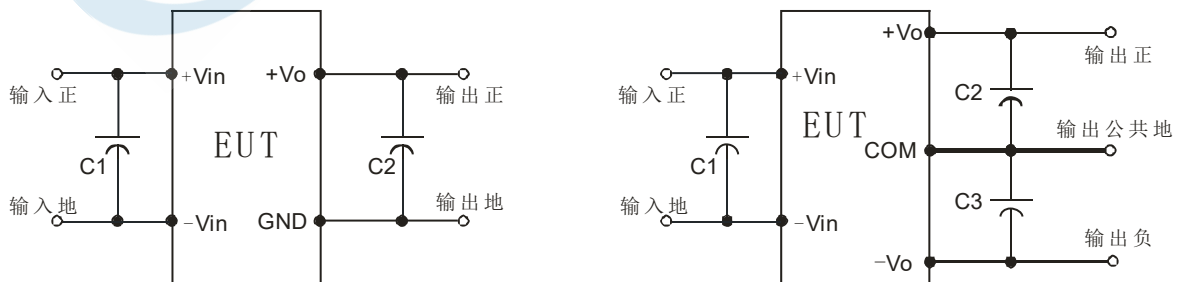 +Vin
+Vo
输入正
输出正
EUT
C1
C2
输入地
输出地
-Vin
GND
+Vo
输出正
+Vin
输入正
C2
EUT
输出公共地
COM
C1
C3
输入地
-Vin
输出负
-Vo